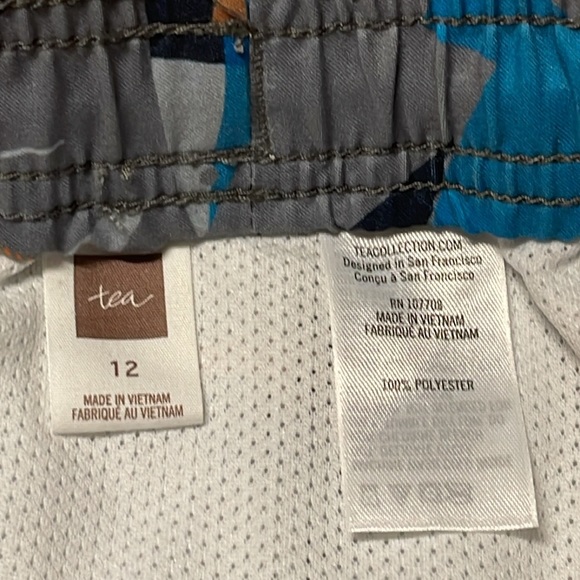 tea
12
MADE IN VIETNAM
FABRIQUÉ AU VIETNAM
TEACOLLECTION.COM
Designed in San Francisco
Conçu à San Francisco
RN 107708
MADE IN VIETNAM
FABRIQUÉ AU VIETNAM
100% POLYESTER